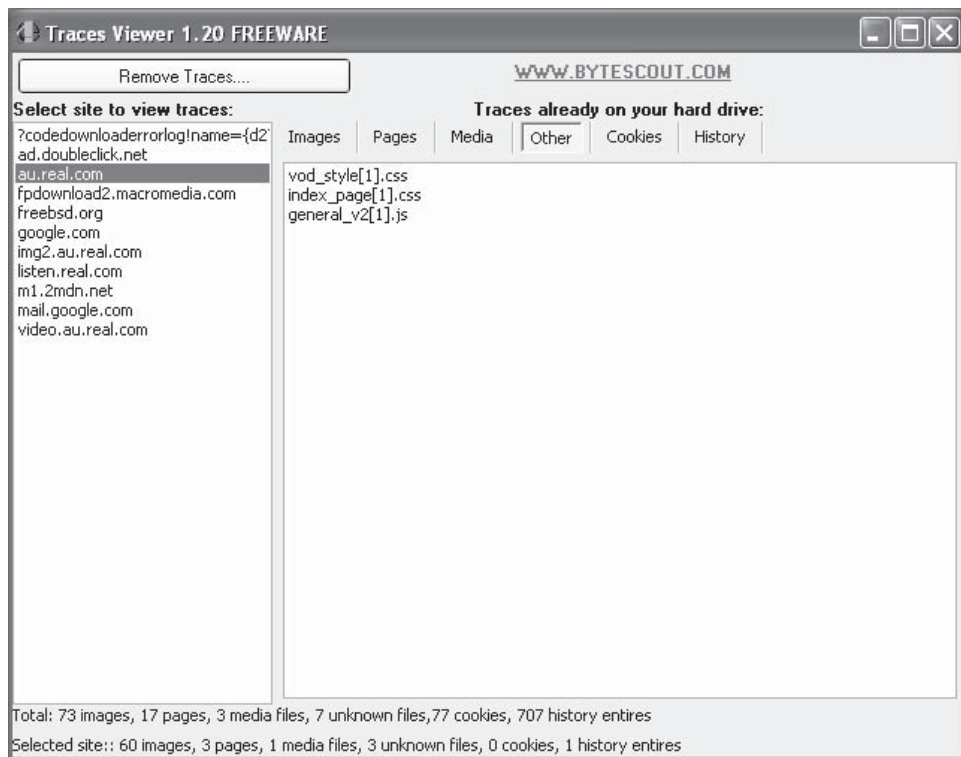 Traces Viewer 1.20 FREEWARE
Remove Traces....
WWW.BYTESCOUT.COM
Select site to view traces:
Traces already on your hard drive:
?codedownloaderrorlog!name={d2
Images Pages Media Other Cookies History
ad.doubleclick.net
au.real.com
fpdownload2.macromedia.com
freebsd.org
google.com
img2.au.real.com
listen.real.com
m1.2mdn.net
mail.google.com
video.au.real.com
vod_style[1].css
index_page[1].css
general_v2[1].js
Total: 73 images, 17 pages, 3 media files, 7 unknown files,77 cookies, 707 history entires
Selected site:: 60 images, 3 pages, 1 media files, 3 unknown files, 0 cookies, 1 history entires